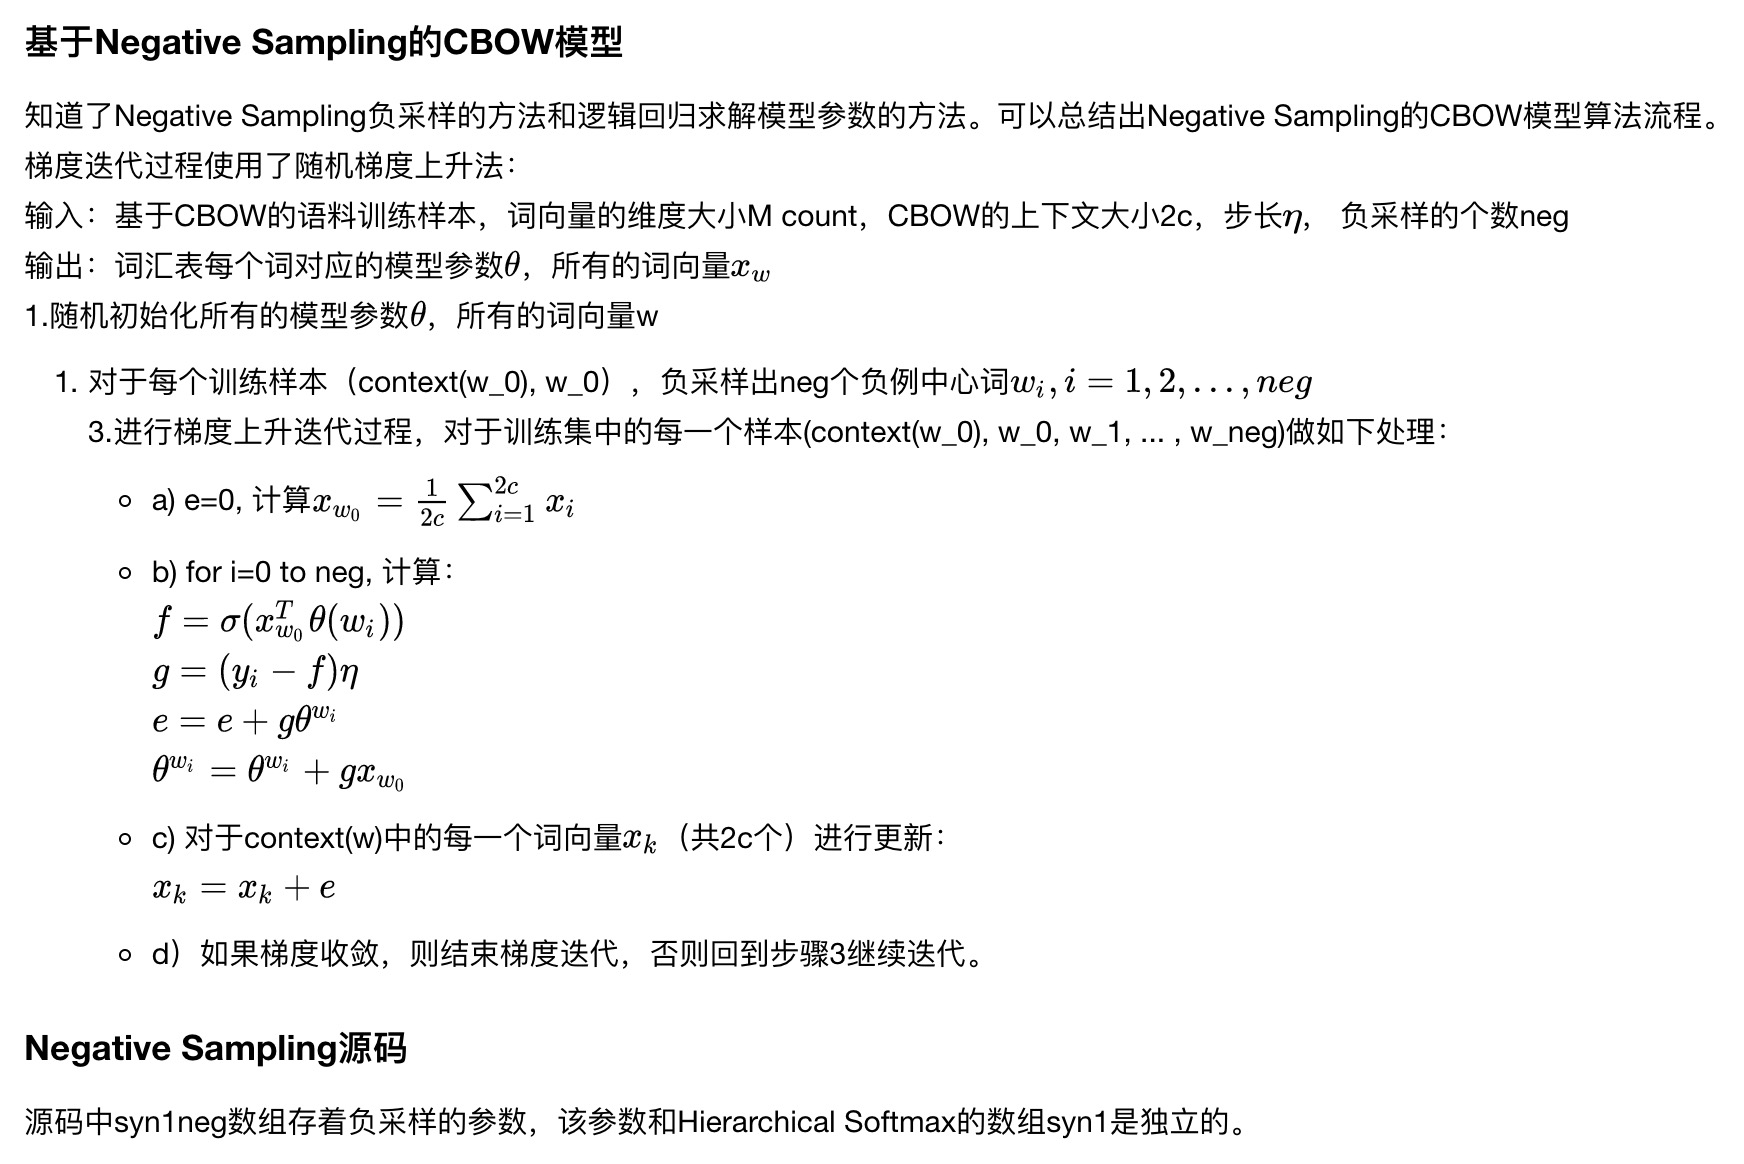 基于Negative Sampling的CBOW模型
知道了Negative Sampling负采样的方法和逻辑回归求解模型参数的方法。可以总结出Negative Sampling的CBOW模型算法流程。
梯度迭代过程使用了随机梯度上升法：
输入：基于CBOW的语料训练样本，词向量的维度大小M count，CBOW的上下文大小2c，步长η， 负采样的个数neg
输出：词汇表每个词对应的模型参数θ，所有的词向量x_w
1.随机初始化所有的模型参数θ，所有的词向量w
1. 对于每个训练样本（context(w_0), w_0），负采样出neg个负例中心词w_i, i = 1, 2, ..., neg
3.进行梯度上升迭代过程，对于训练集中的每一个样本(context(w_0), w_0, w_1, ... , w_neg)做如下处理：
◦ a) e=0, 计算x_{w_0} = \frac{1}{2c} \sum_{i=1}^{2c} x_i
◦ b) for i=0 to neg, 计算：
f = σ(x_{w_0}^T θ(w_i))
g = (y_i − f)η
e = e + gθ^{w_i}
θ^{w_i} = θ^{w_i} + gx_{w_0}
◦ c) 对于context(w)中的每一个词向量x_k（共2c个）进行更新：
x_k = x_k + e
◦ d）如果梯度收敛，则结束梯度迭代，否则回到步骤3继续迭代。
Negative Sampling源码
源码中syn1neg数组存着负采样的参数，该参数和Hierarchical Softmax的数组syn1是独立的。